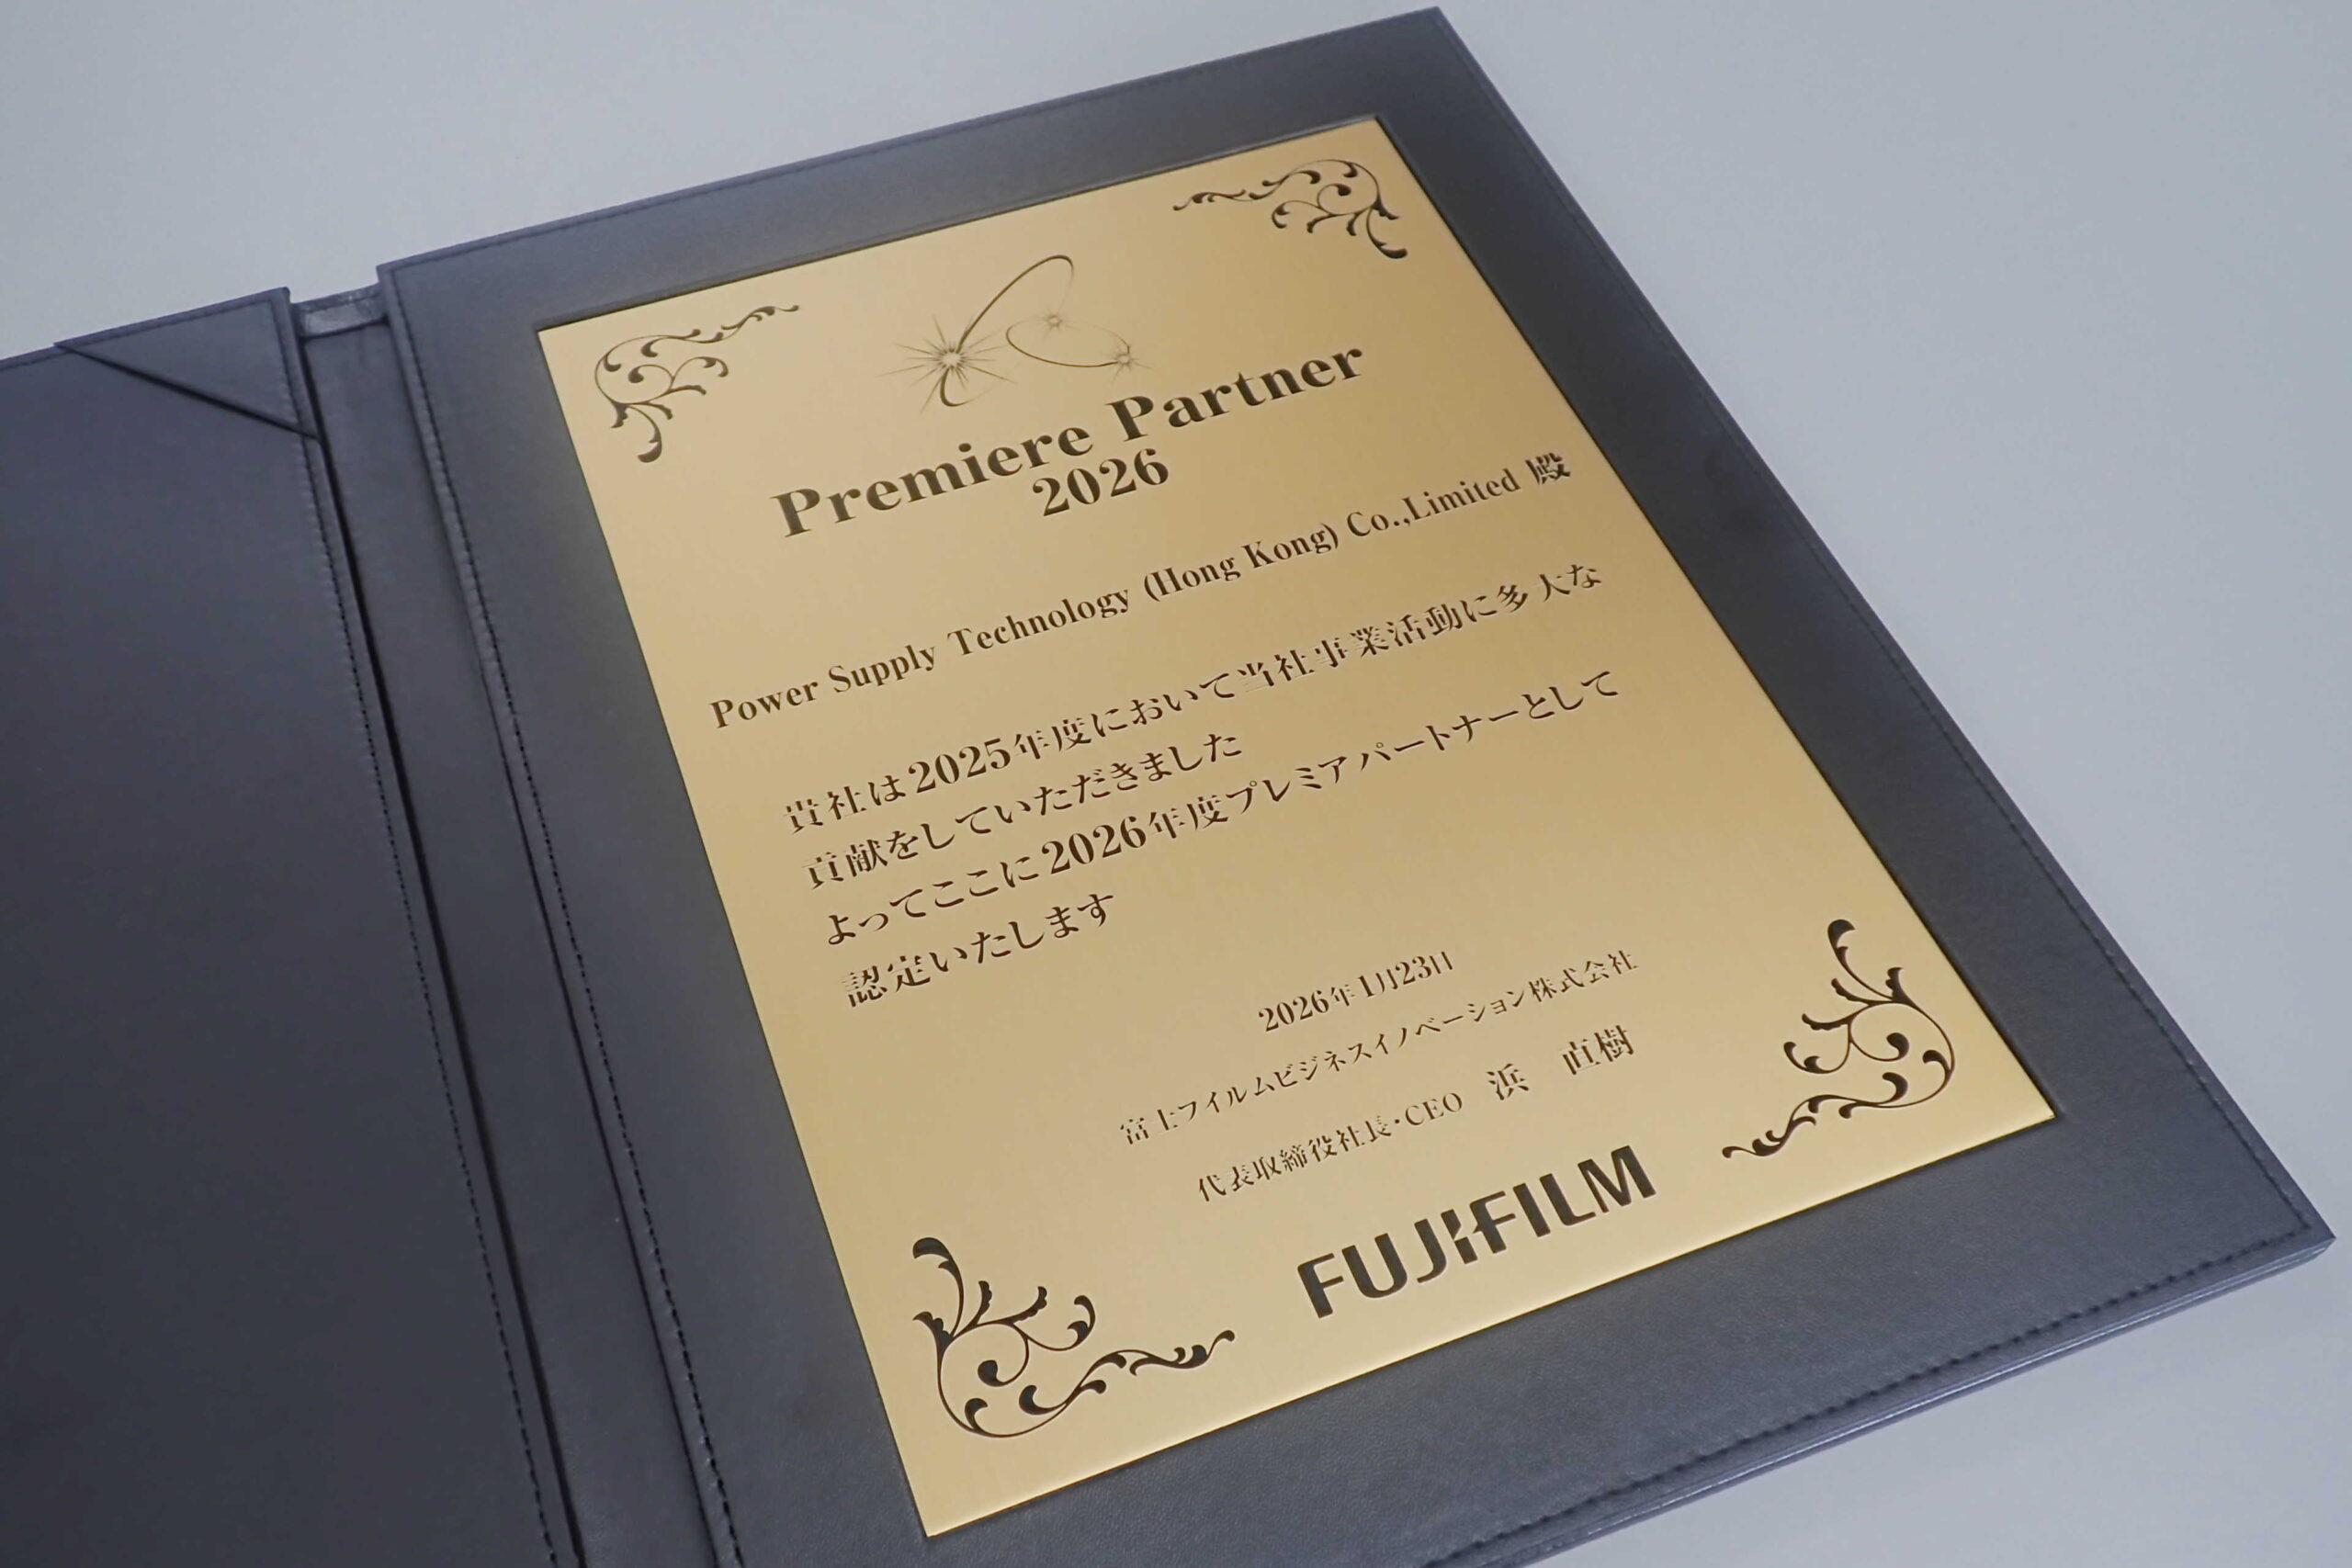 Premiere Partner
2026
Power Supply Technology (Hong Kong) Co.,Limited 殿
貴社は2025年度において当社事業活動に多大な
貢献をしていただきました
よってここに2026年度プレミアパートナーとして
認定いたします
2026年1月23日
富士フイルムビジネスイノベーション株式会社
代表取締役社長・CEO 浜 直樹
FUJIFILM